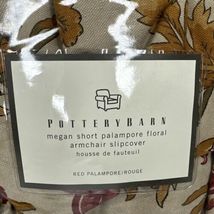 POTTERYBARN
megan short palampore floral
armchair slipcover
housse de fauteuil
RED PALAMPORE/ROUGE